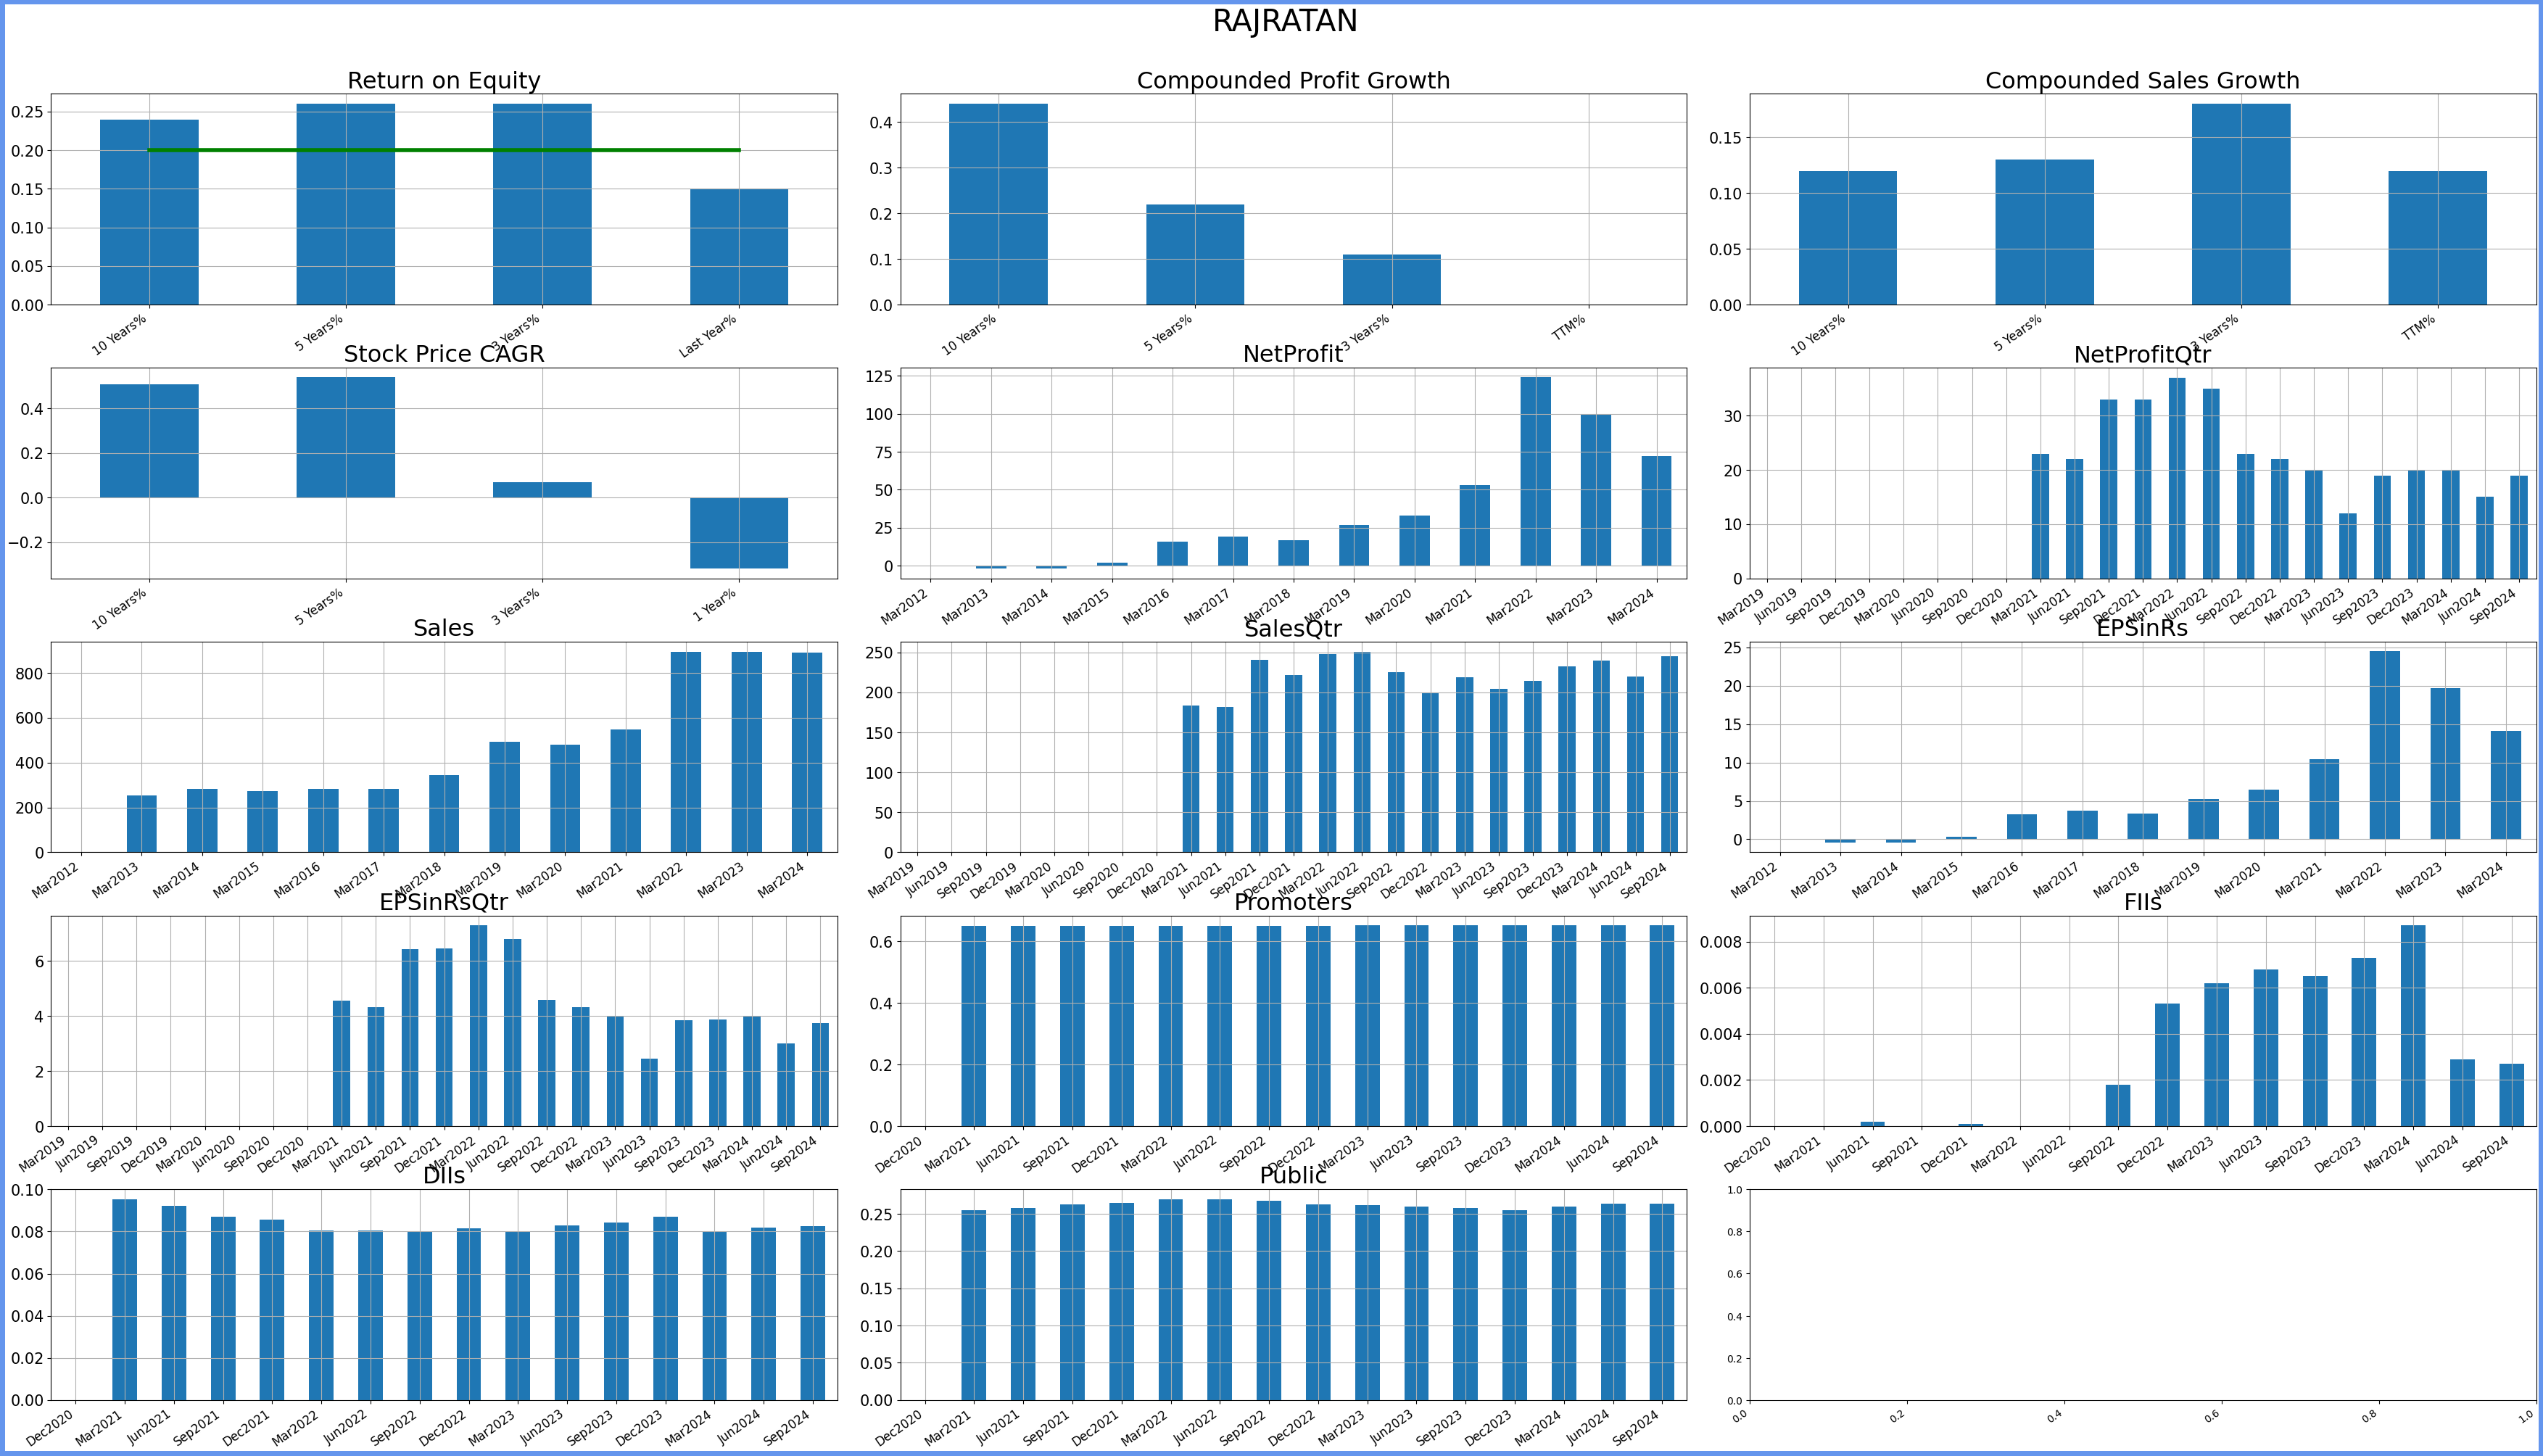 RAJRATAN
Return on Equity
0.25
0.20
0.15
0.10
0.05
0.00
10 Years%
5 Years%
3 Years%
Last Year%
Compounded Profit Growth
0.4
0.3
0.2
0.1
0.0
10 Years%
5 Years%
3 Years%
TTM%
Compounded Sales Growth
0.15
0.10
0.05
0.00
10 Years%
5 Years%
3 Years%
TTM%
Stock Price CAGR
0.4
0.2
0.0
−0.2
10 Years%
5 Years%
3 Years%
1 Year%
NetProfit
125
100
75
50
25
0
Mar2012
Mar2013
Mar2014
Mar2015
Mar2016
Mar2017
Mar2018
Mar2019
Mar2020
Mar2021
Mar2022
Mar2023
Mar2024
NetProfitQtr
30
20
10
0
Mar2019
Jun2019
Sep2019
Dec2019
Mar2020
Jun2020
Sep2020
Dec2020
Mar2021
Jun2021
Sep2021
Dec2021
Mar2022
Jun2022
Sep2022
Dec2022
Mar2023
Jun2023
Sep2023
Dec2023
Mar2024
Jun2024
Sep2024
Sales
800
600
400
200
0
Mar2012
Mar2013
Mar2014
Mar2015
Mar2016
Mar2017
Mar2018
Mar2019
Mar2020
Mar2021
Mar2022
Mar2023
Mar2024
SalesQtr
250
200
150
100
50
0
Mar2019
Jun2019
Sep2019
Dec2019
Mar2020
Jun2020
Sep2020
Dec2020
Mar2021
Jun2021
Sep2021
Dec2021
Mar2022
Jun2022
Sep2022
Dec2022
Mar2023
Jun2023
Sep2023
Dec2023
Mar2024
Jun2024
Sep2024
EPSinRs
25
20
15
10
5
0
Mar2012
Mar2013
Mar2014
Mar2015
Mar2016
Mar2017
Mar2018
Mar2019
Mar2020
Mar2021
Mar2022
Mar2023
Mar2024
EPSinRsQtr
6
4
2
0
Mar2019
Jun2019
Sep2019
Dec2019
Mar2020
Jun2020
Sep2020
Dec2020
Mar2021
Jun2021
Sep2021
Dec2021
Mar2022
Jun2022
Sep2022
Dec2022
Mar2023
Jun2023
Sep2023
Dec2023
Mar2024
Jun2024
Sep2024
Promoters
0.6
0.4
0.2
0.0
Dec2020
Mar2021
Jun2021
Sep2021
Dec2021
Mar2022
Jun2022
Sep2022
Dec2022
Mar2023
Jun2023
Sep2023
Dec2023
Mar2024
Jun2024
Sep2024
FIIs
0.008
0.006
0.004
0.002
0.000
Dec2020
Mar2021
Jun2021
Sep2021
Dec2021
Mar2022
Jun2022
Sep2022
Dec2022
Mar2023
Jun2023
Sep2023
Dec2023
Mar2024
Jun2024
Sep2024
DIIs
0.10
0.08
0.06
0.04
0.02
0.00
Dec2020
Mar2021
Jun2021
Sep2021
Dec2021
Mar2022
Jun2022
Sep2022
Dec2022
Mar2023
Jun2023
Sep2023
Dec2023
Mar2024
Jun2024
Sep2024
Public
0.25
0.20
0.15
0.10
0.05
0.00
Dec2020
Mar2021
Jun2021
Sep2021
Dec2021
Mar2022
Jun2022
Sep2022
Dec2022
Mar2023
Jun2023
Sep2023
Dec2023
Mar2024
Jun2024
Sep2024
1.0
0.8
0.6
0.4
0.2
0.0
0.0
0.2
0.4
0.6
0.8
1.0